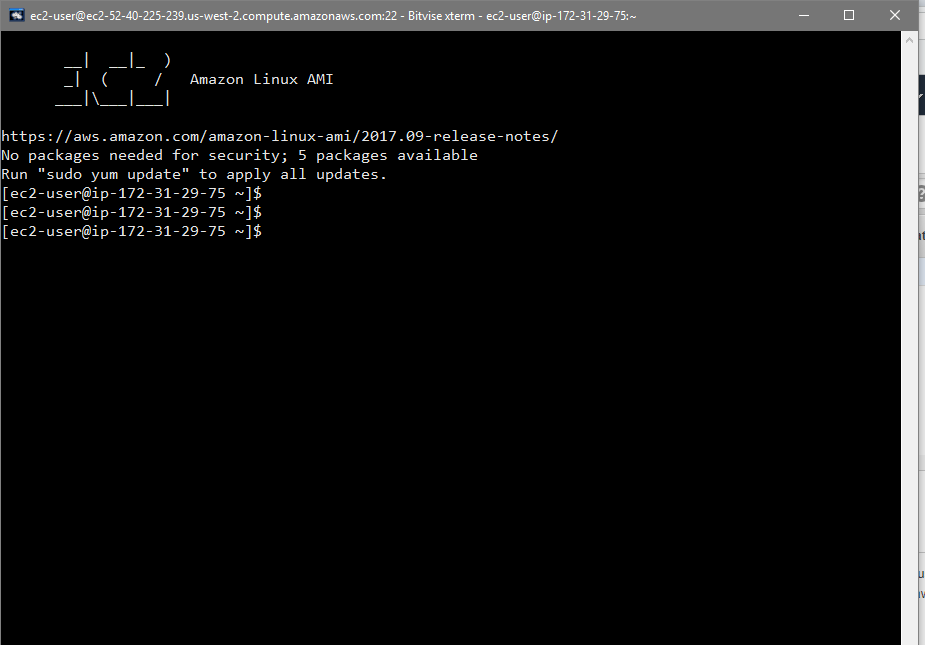 ec2-user@ec2-52-40-225-239.us-west-2.compute.amazonaws.com:22 - Bitvise xterm - ec2-user@ip-172-31-29-75:~
       __|  __|_  )
       _|  (     /   Amazon Linux AMI
      ___|\___|___|
https://aws.amazon.com/amazon-linux-ami/2017.09-release-notes/
No packages needed for security; 5 packages available
Run "sudo yum update" to apply all updates.
[ec2-user@ip-172-31-29-75 ~]$
[ec2-user@ip-172-31-29-75 ~]$
[ec2-user@ip-172-31-29-75 ~]$